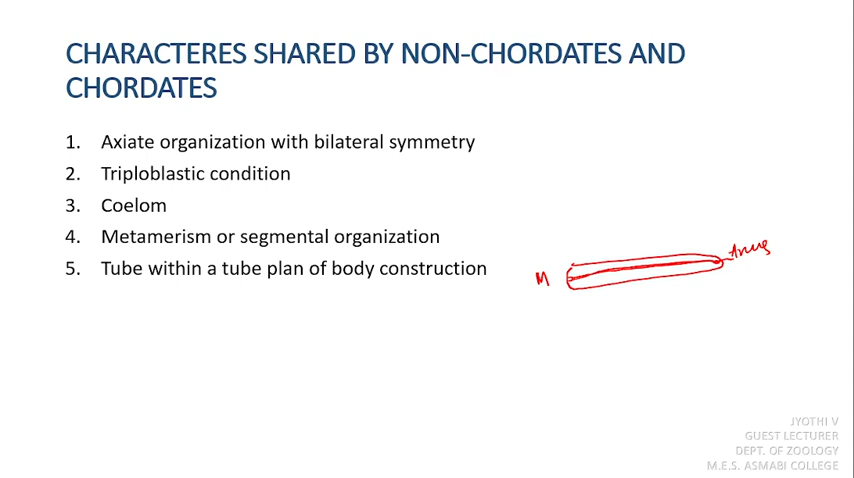 CHARACTERES SHARED BY NON-CHORDATES AND
CHORDATES
1. Axiate organization with bilateral symmetry
2. Triploblastic condition
3. Coelom
4. Metamerism or segmental organization
5. Tube within a tube plan of body construction
M
Anus
JYOTHI V
GUEST LECTURER
DEPT. OF ZOOLOGY
M.E.S. ASMABI COLLEGE